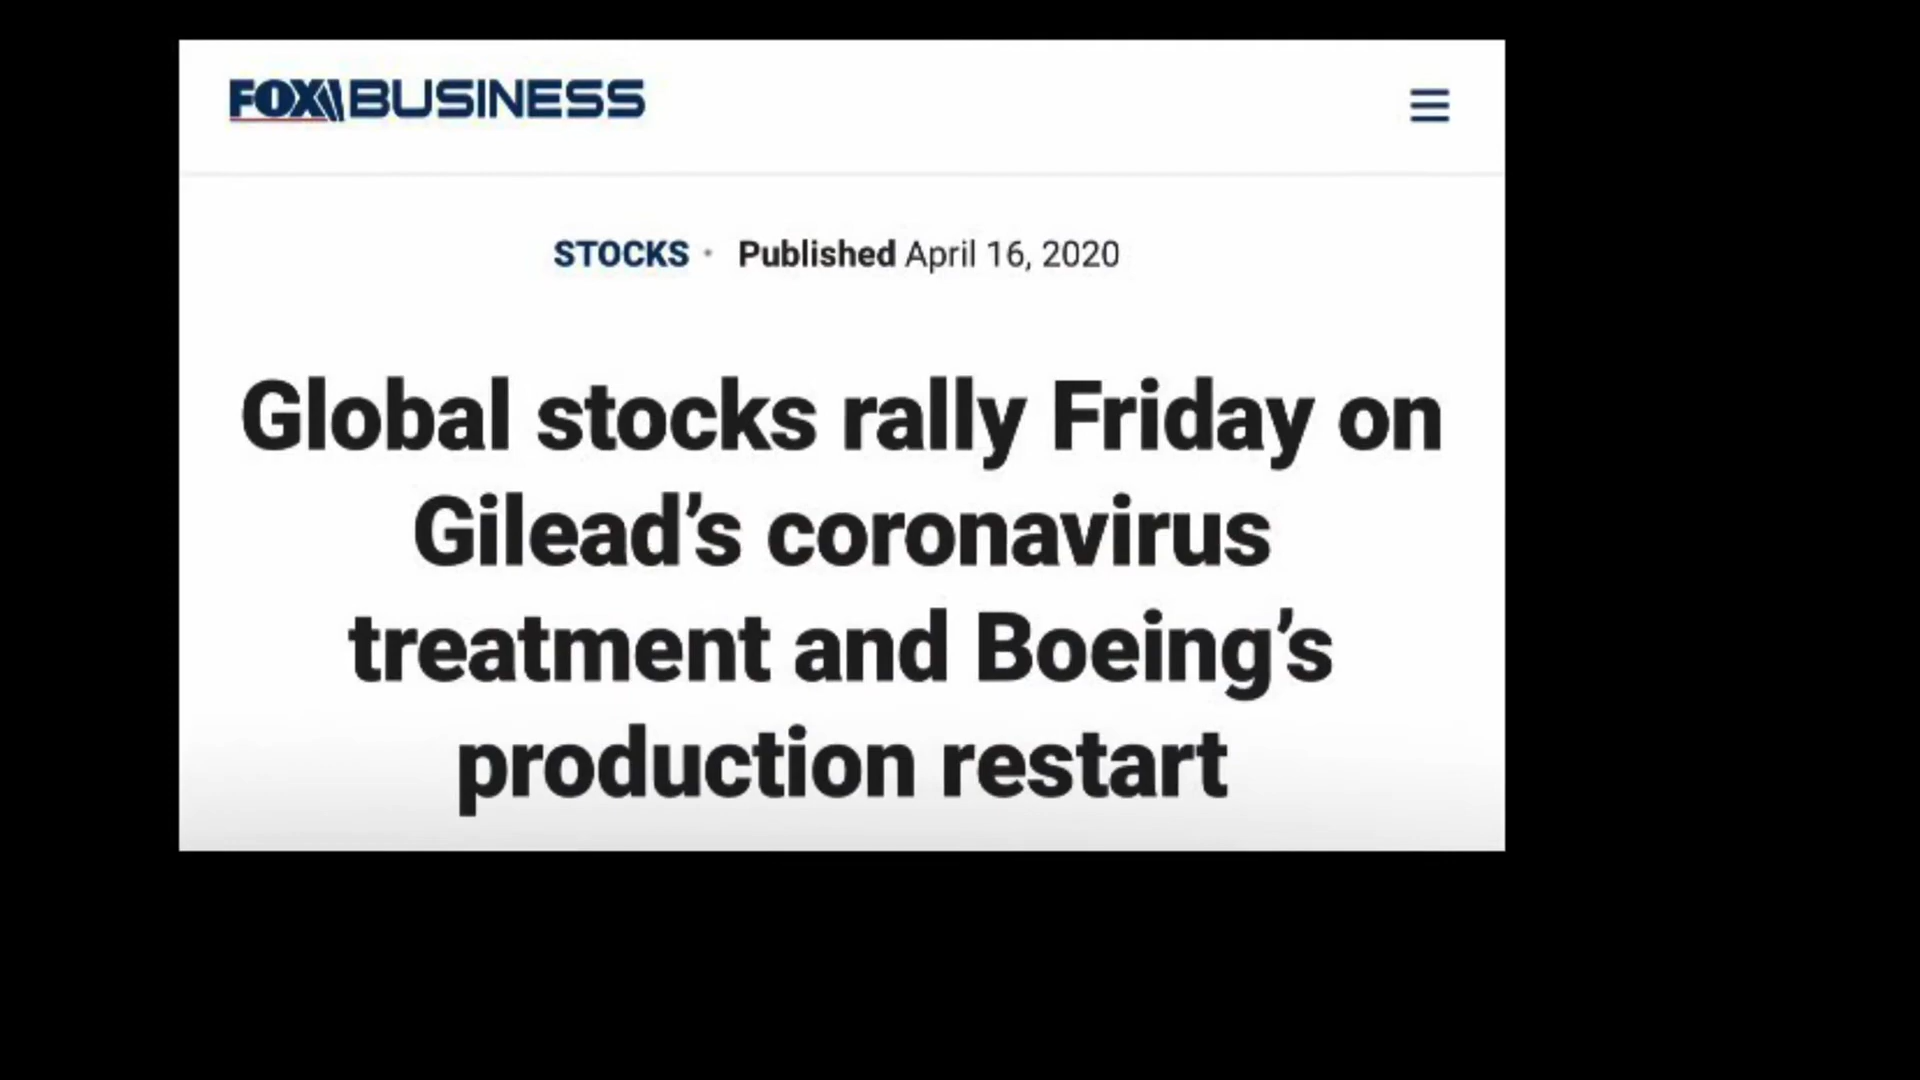 FOX BUSINESS
STOCKS · Published April 16, 2020
Global stocks rally Friday on
Gilead’s coronavirus
treatment and Boeing’s
production restart